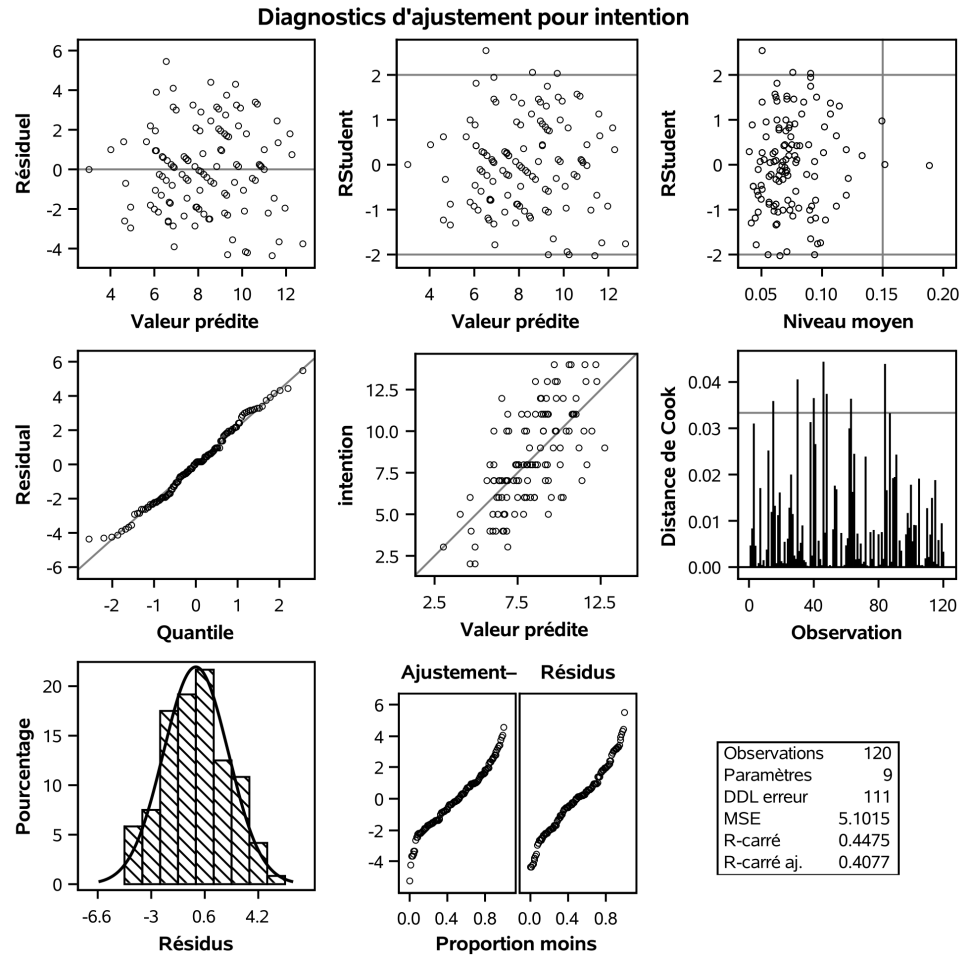 Diagnostics d'ajustement pour intention
Résiduel
6
4
2
0
-2
-4
4 6 8 10 12
Valeur prédite
RStudent
2
1
0
-1
-2
4 6 8 10 12
Valeur prédite
RStudent
2
1
0
-1
-2
0.05 0.10 0.15 0.20
Niveau moyen
Residual
6
4
2
0
-2
-4
-6
-2 -1 0 1 2
Quantile
intention
12.5
10.0
7.5
5.0
2.5
2.5 7.5 12.5
Valeur prédite
Distance de Cook
0.04
0.03
0.02
0.01
0.00
0 40 80 120
Observation
Pourcentage
20
15
10
5
0
-6.6 -3 0.6 4.2
Résidus
Ajustement– Résidus
6
4
2
0
-2
-4
0.0 0.4 0.8 0.0 0.4 0.8
Proportion moins
Observations 120
Paramètres 9
DDL erreur 111
MSE 5.1015
R-carré 0.4475
R-carré aj. 0.4077